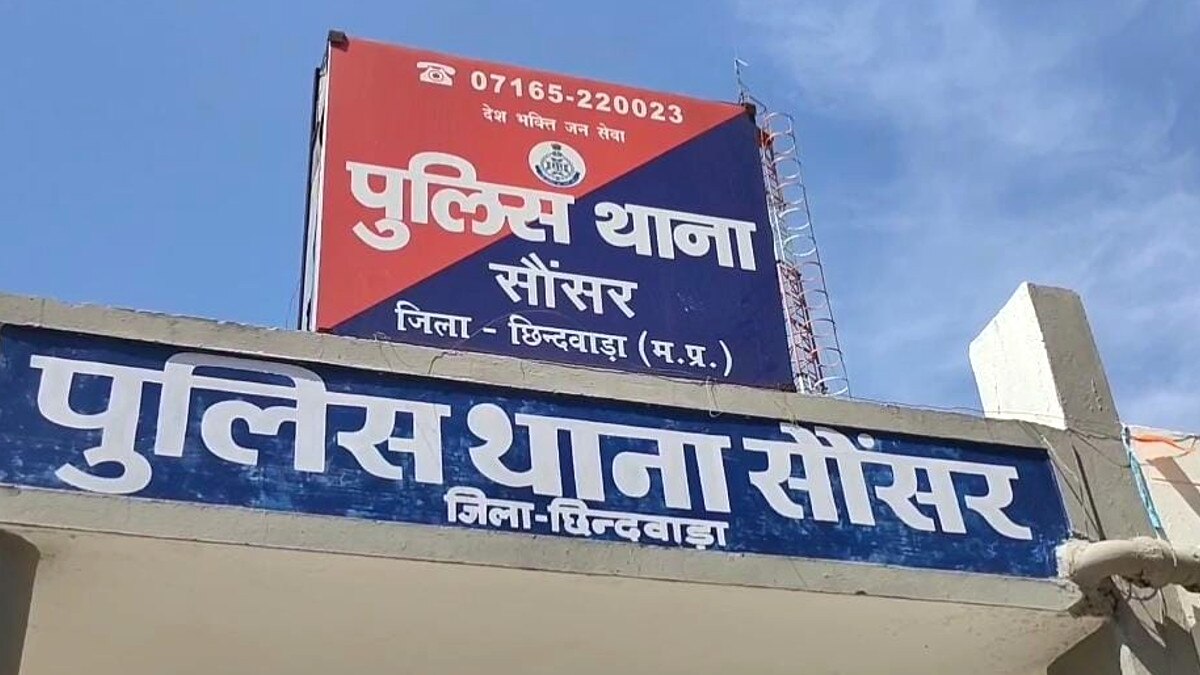 ☎ 07165-220023
देश भक्ति जन सेवा
पुलिस थाना
सौंसर
जिला - छिन्दवाड़ा (म.प्र.)
पुलिस थाना सौंसर
जिला-छिन्दवाड़ा